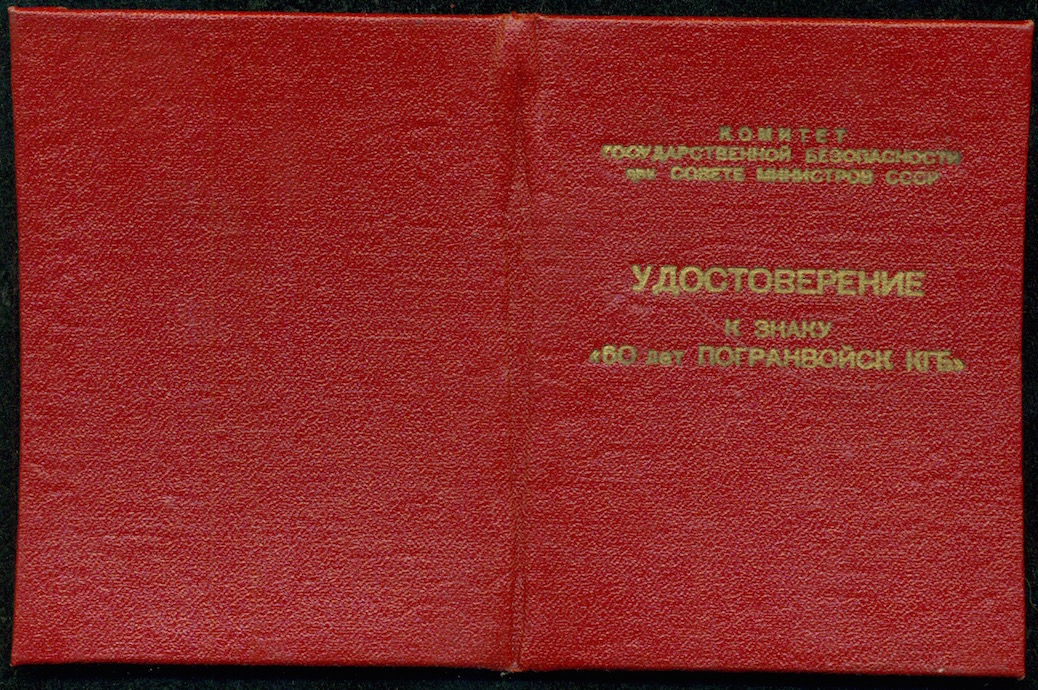 КОМИТЕТ
ГОСУДАРСТВЕННОЙ БЕЗОПАСНОСТИ
при СОВЕТЕ МИНИСТРОВ СССР
УДОСТОВЕРЕНИЕ
К ЗНАКУ
«60 лет ПОГРАНВОЙСК КГБ»